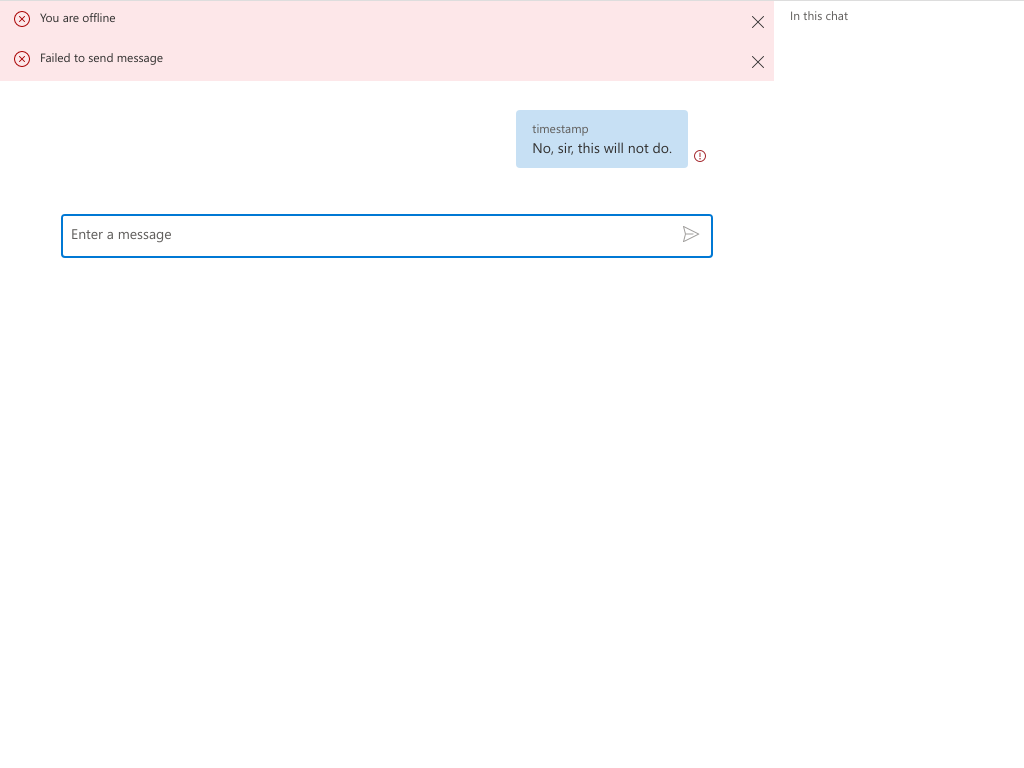 You are offline
Failed to send message
In this chat
timestamp
No, sir, this will not do.
Enter a message